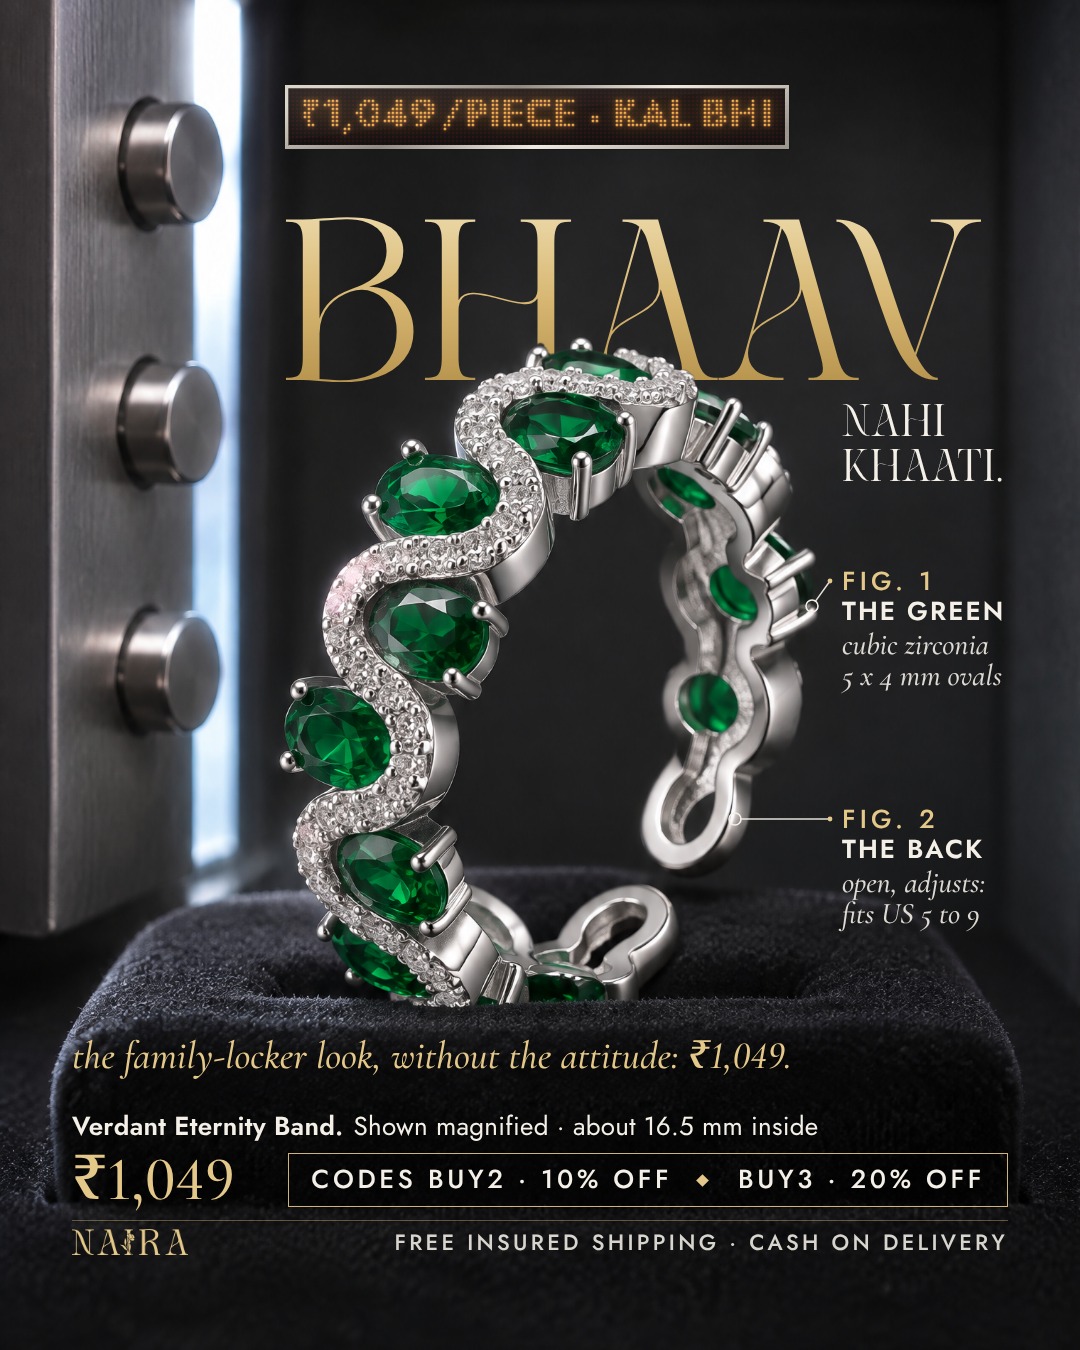 ₹1,049/PIECE · KAL BHI
BHAAV
NAHI
KHAATI.
FIG. 1
THE GREEN
cubic zirconia
5 x 4 mm ovals
FIG. 2
THE BACK
open, adjusts:
fits US 5 to 9
the family-locker look, without the attitude: ₹1,049.
Verdant Eternity Band. Shown magnified · about 16.5 mm inside
₹1,049
CODES BUY2 · 10% OFF ◆ BUY3 · 20% OFF
NAIRA
FREE INSURED SHIPPING · CASH ON DELIVERY